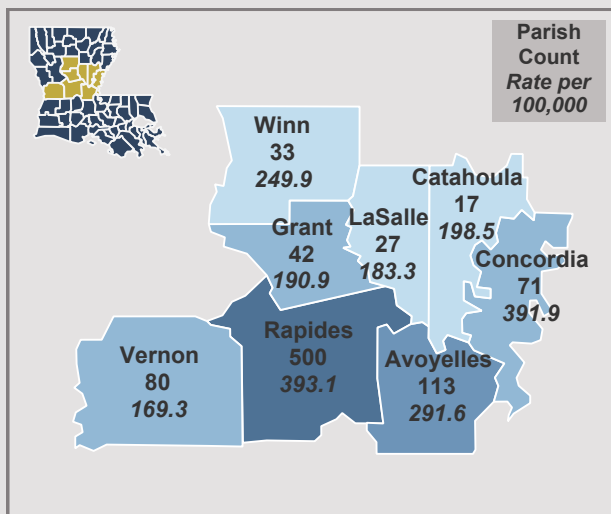 Parish
Count
Rate per
100,000
Winn
33
249.9
Catahoula
17
198.5
LaSalle
27
183.3
Grant
42
190.9
Concordia
71
391.9
Rapides
500
393.1
Vernon
80
169.3
Avoyelles
113
291.6